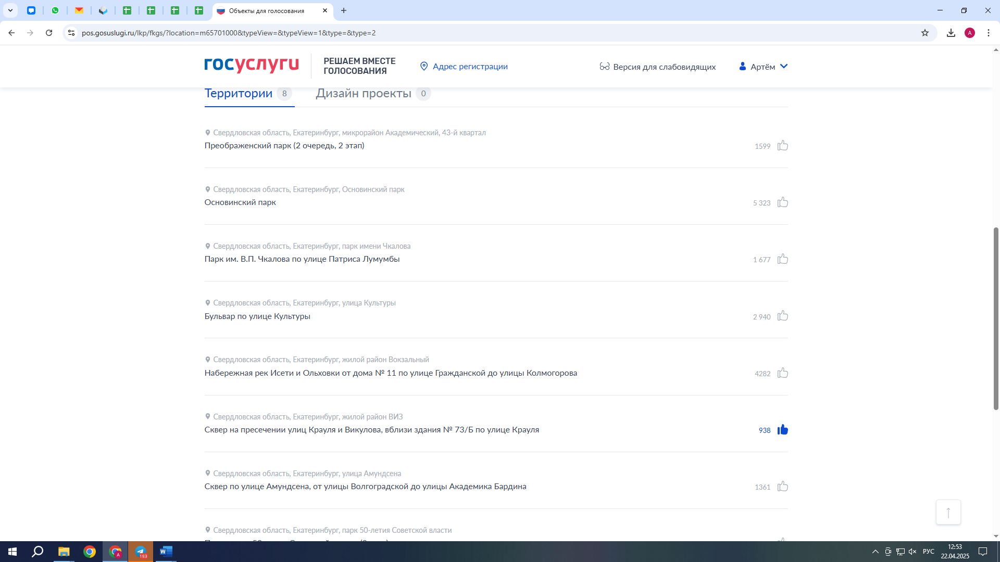 Объекты для голосования
pos.gosuslugi.ru/lkp/fkgs/?location=m65701000&typeView=&typeView=1&type=&type=2
A
госуслуги
РЕШАЕМ ВМЕСТЕ
ГОЛОСОВАНИЯ
Адрес регистрации
Версия для слабовидящих
Артём
Территории 8
Дизайн проекты 0
Свердловская область, Екатеринбург, микрорайон Академический, 43-й квартал
Преображенский парк (2 очередь, 2 этап)
1599
Свердловская область, Екатеринбург, Основинский парк
Основинский парк
5 323
Свердловская область, Екатеринбург, парк имени Чкалова
Парк им. В.П. Чкалова по улице Патриса Лумумбы
1 677
Свердловская область, Екатеринбург, улица Культуры
Бульвар по улице Культуры
2 940
Свердловская область, Екатеринбург, жилой район Вокзальный
Набережная рек Исети и Ольховки от дома № 11 по улице Гражданской до улицы Колмогорова
4282
Свердловская область, Екатеринбург, жилой район ВИЗ
Сквер на пресечении улиц Крауля и Викулова, вблизи здания № 73/Б по улице Крауля
938
Свердловская область, Екатеринбург, улица Амундсена
Сквер по улице Амундсена, от улицы Волгоградской до улицы Академика Бардина
1361
Свердловская область, Екатеринбург, парк 50-летия Советской власти
A
193
W
РУС
12:53
22.04.2025